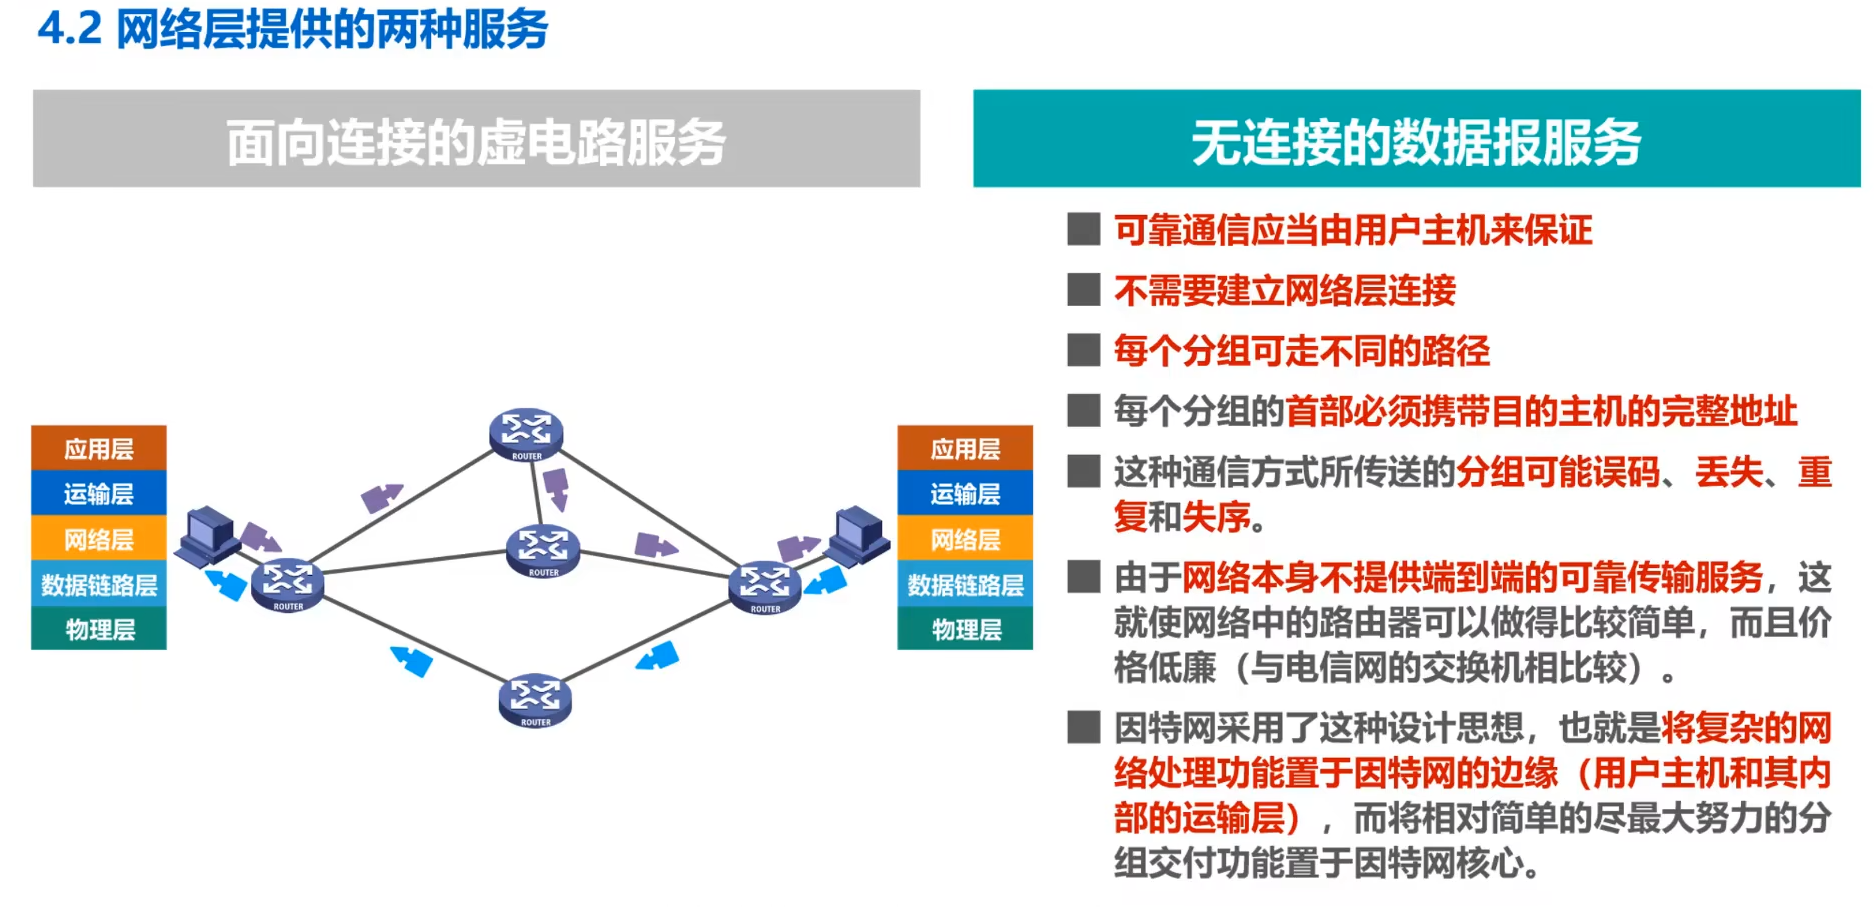 4.2 网络层提供的两种服务
面向连接的虚电路服务
无连接的数据报服务
可靠通信应当由用户主机来保证
不需要建立网络层连接
每个分组可走不同的路径
每个分组的首部必须携带目的主机的完整地址
这种通信方式所传送的分组可能误码、丢失、重
复和失序。
由于网络本身不提供端到端的可靠传输服务，这
就使网络中的路由器可以做得比较简单，而且价
格低廉（与电信网的交换机相比较）。
因特网采用了这种设计思想，也就是将复杂的网
络处理功能置于因特网的边缘（用户主机和其内
部的运输层），而将相对简单的尽最大努力的分
组交付功能置于因特网核心。
应用层
运输层
网络层
数据链路层
物理层
ROUTER
ROUTER
ROUTER
ROUTER
ROUTER
应用层
运输层
网络层
数据链路层
物理层